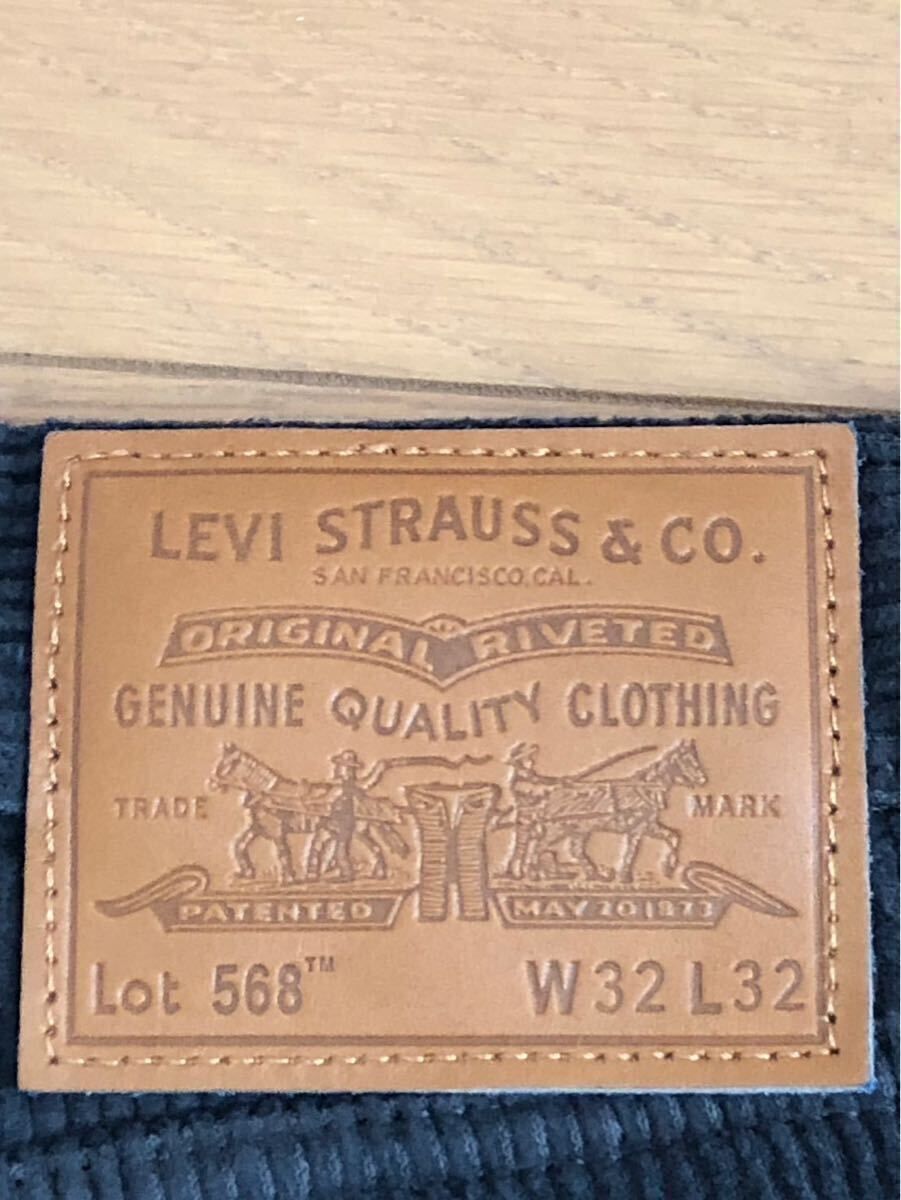 LEVI STRAUSS & CO.
SAN FRANCISCO, CAL.
ORIGINAL RIVETED
GENUINE QUALITY CLOTHING
TRADE MARK
PATENTED MAY 20 1873
Lot 568™ W32 L32